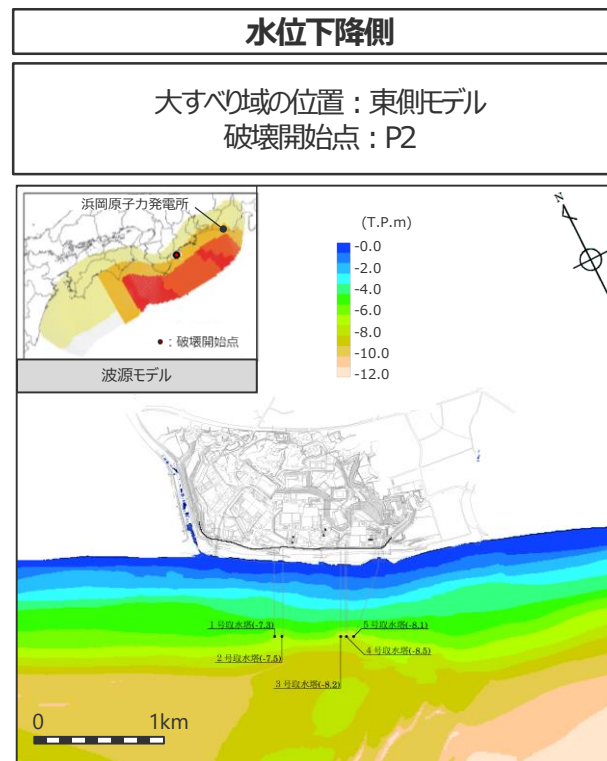 水位下降側
大すべり域の位置：東側モデル
破壊開始点：P2
浜岡原子力発電所
●：破壊開始点
波源モデル
(T.P.m)
-0.0
-2.0
-4.0
-6.0
-8.0
-10.0
-12.0
N
1号取水塔(-7.3)
5号取水塔(-8.1)
2号取水塔(-7.5)
4号取水塔(-8.5)
3号取水塔(-8.2)
0 1km